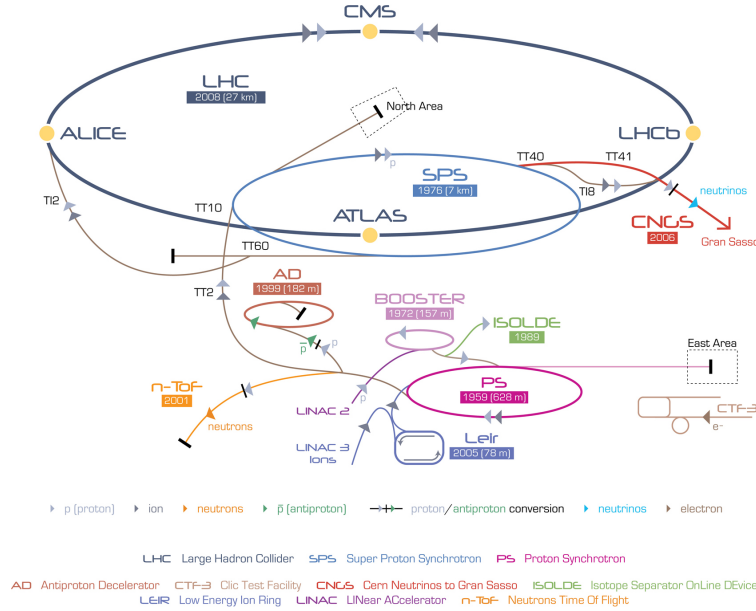 CMS
LHC
2008 (27 km)
North Area
ALICE
LHCb
TT40
TT41
SPS
1976 (7 km)
p
TI8
neutrinos
TI2
TT10
ATLAS
CNGS
2006
Gran Sasso
TT60
AD
1999 (182 m)
TT2
BOOSTER
1972 (157 m)
ISOLDE
1989
p̄
p
East Area
n-ToF
2001
PS
1959 (628 m)
LINAC 2
p
neutrons
CTF-3
e-
LINAC 3
Ions
Leir
2005 (78 m)
p (proton)
ion
neutrons
p̄ (antiproton)
proton/antiproton conversion
neutrinos
electron
LHC Large Hadron Collider SPS Super Proton Synchrotron PS Proton Synchrotron
AD Antiproton Decelerator CTF-3 Clic Test Facility CNGS Cern Neutrinos to Gran Sasso ISOLDE Isotope Separator OnLine DEvice
LEIR Low Energy Ion Ring LINAC LINear ACcelerator n-ToF Neutrons Time Of Flight